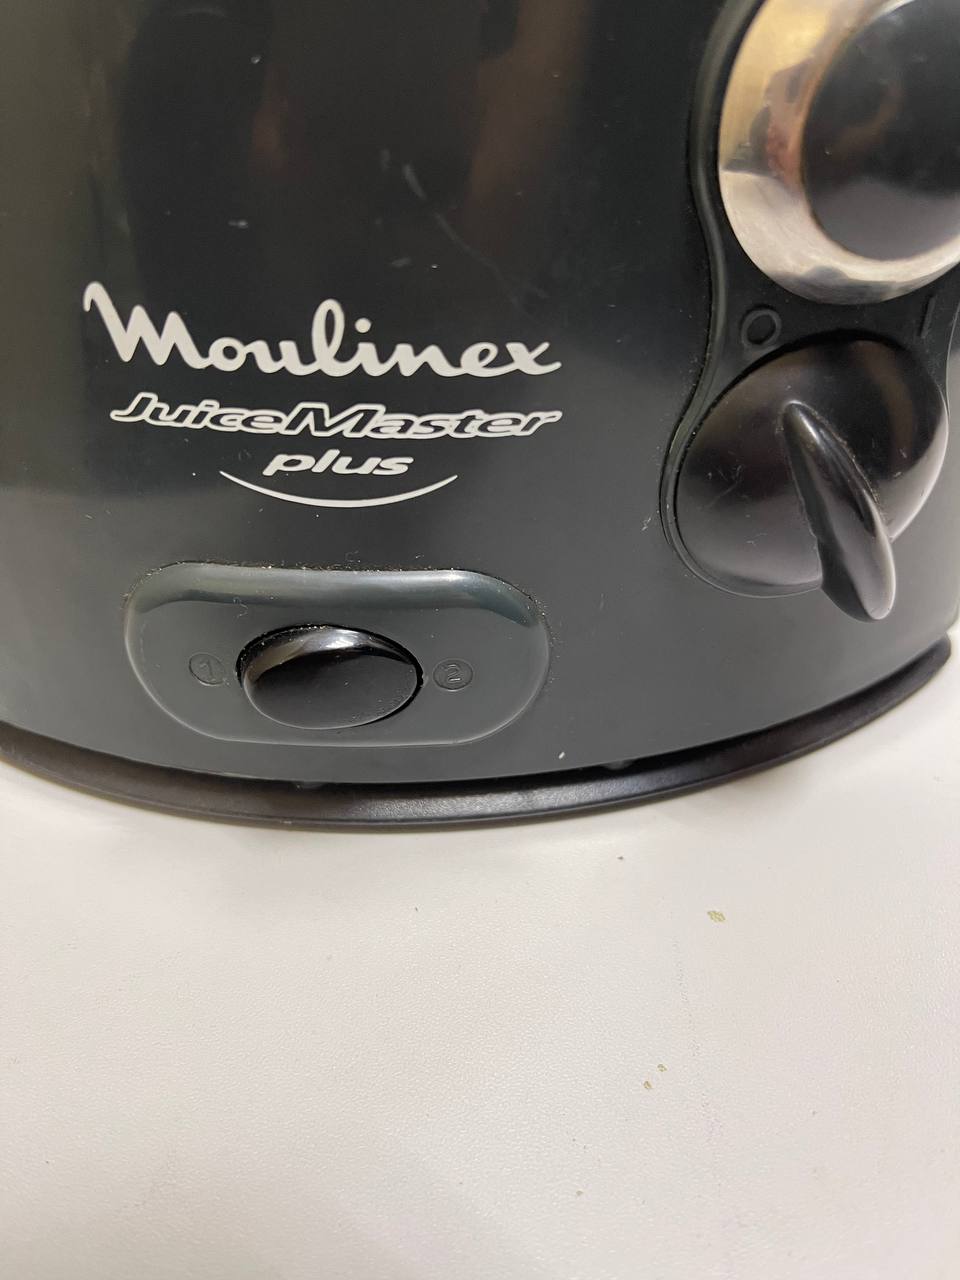 Moulinex
JuiceMaster
plus
O I
1 2